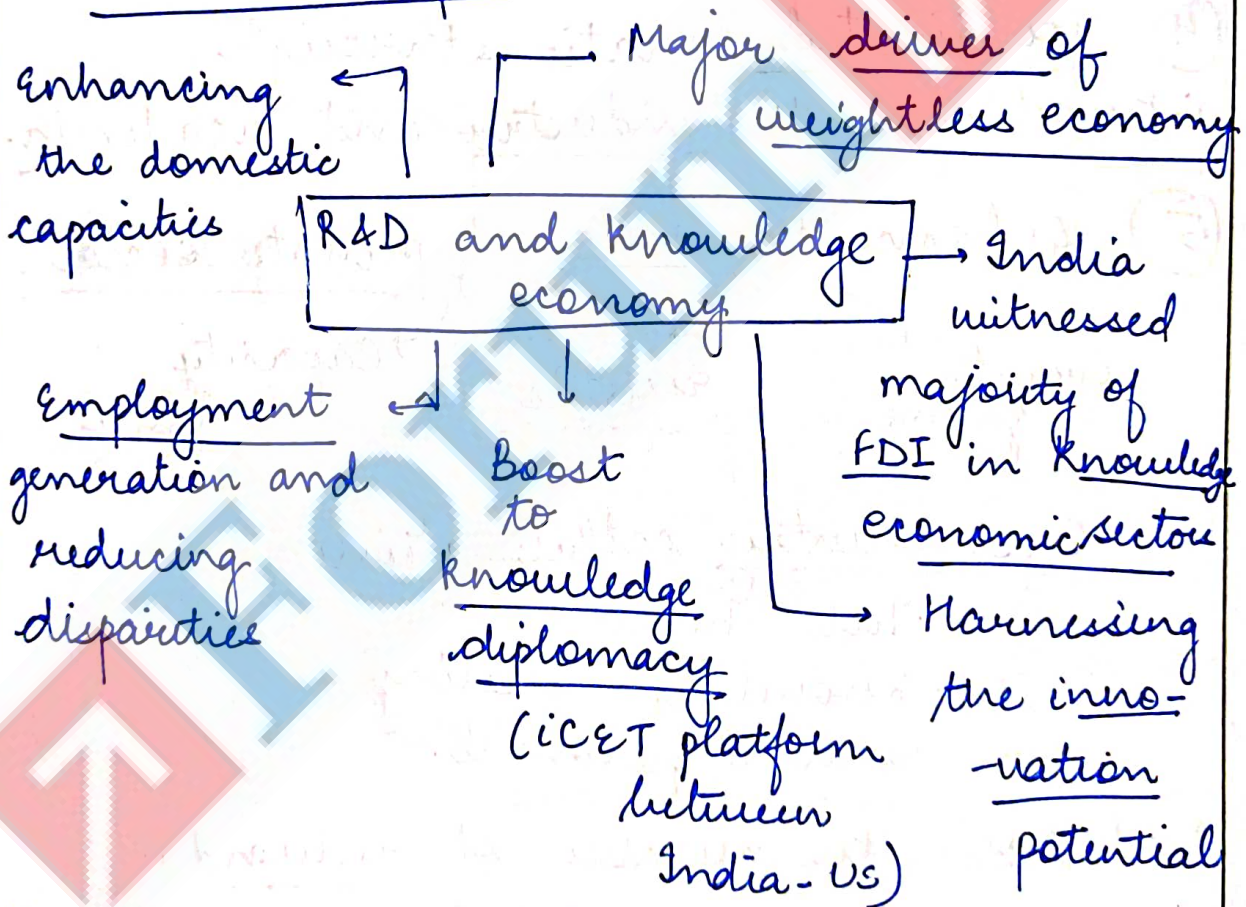 Major driver of
weightless economy
Enhancing
the domestic
capacities
R&D and knowledge
economy
India
witnessed
majority of
FDI in Knowledge
economic sectors
Employment
generation and
reducing
disparities
Boost
to
knowledge
diplomacy
(iCET platform
between
India-US)
Harnessing
the inno-
-vation
potential
Forum